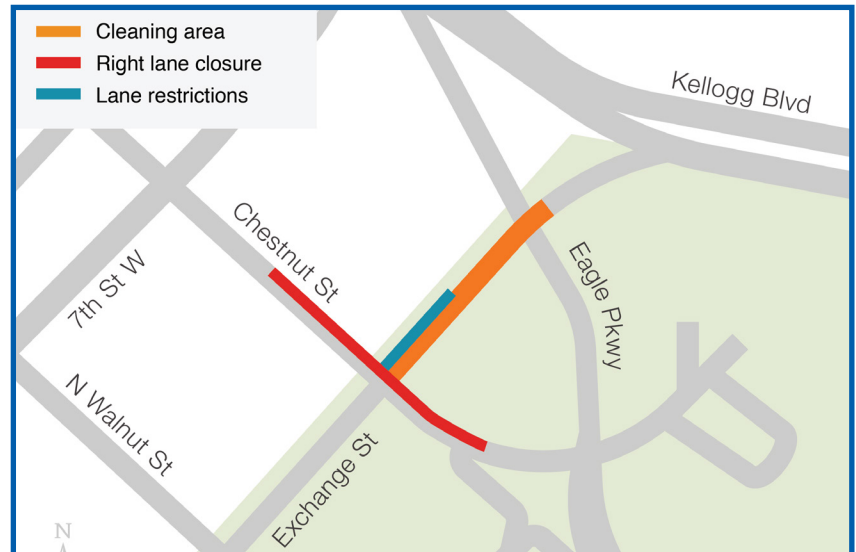 Cleaning area
Right lane closure
Lane restrictions
Kellogg Blvd
Chestnut St
7th St W
Eagle Pkwy
N Walnut St
Exchange St
N